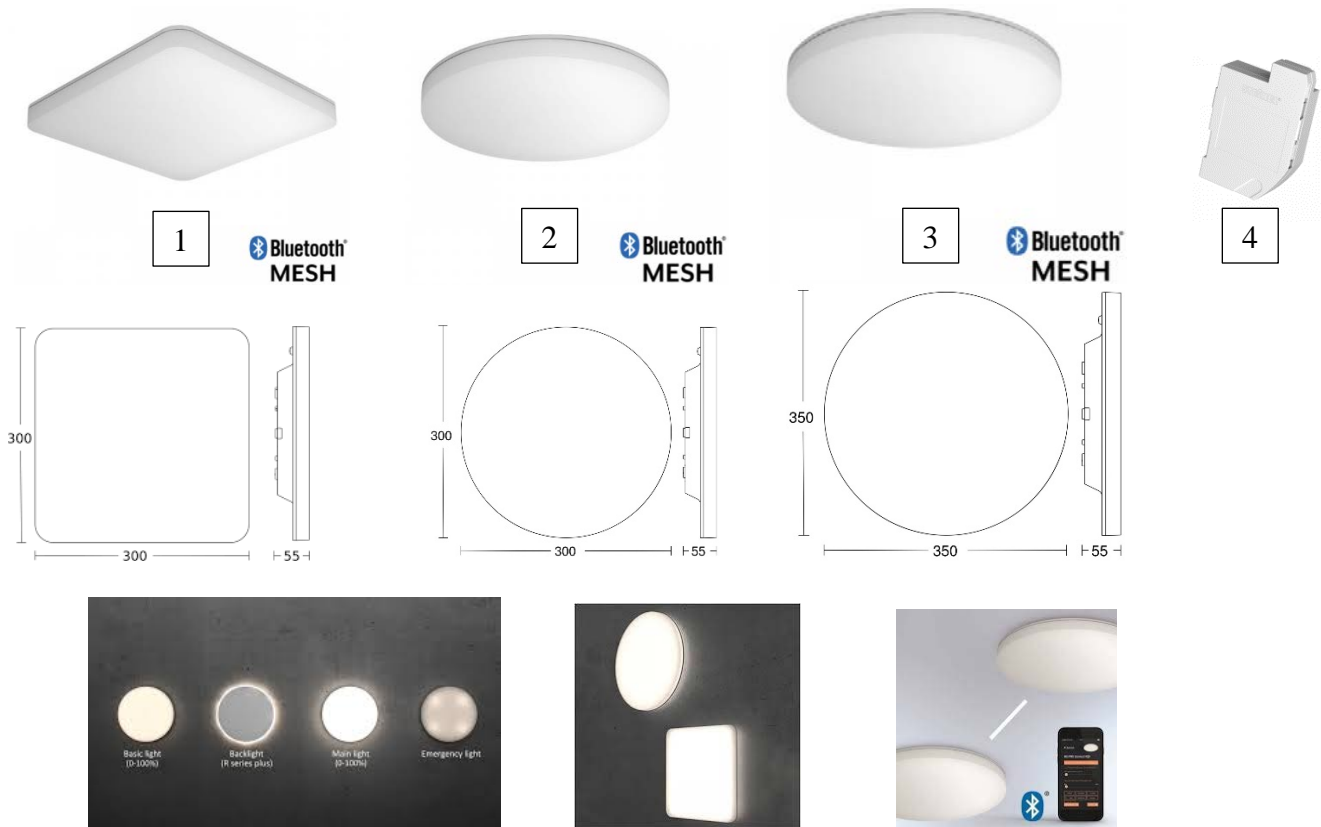 1
Bluetooth®
MESH
2
Bluetooth®
MESH
3
Bluetooth®
MESH
4
300
300
55
300
300
55
350
350
55
Basic light
(0-100%)
Backlight
(R series plus)
Main light
(0-100%)
Emergency light